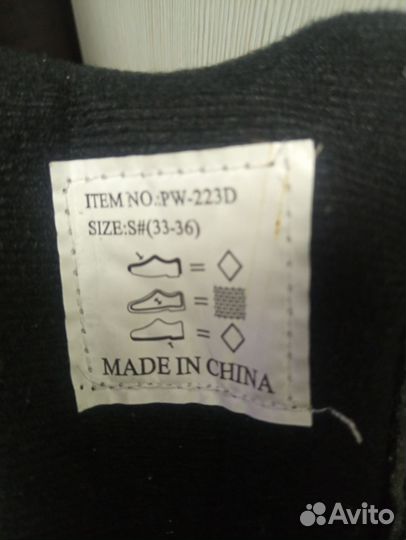 ITEM NO.:PW-223D
SIZE:S#(33-36)
=
=
=
MADE IN CHINA
Avito